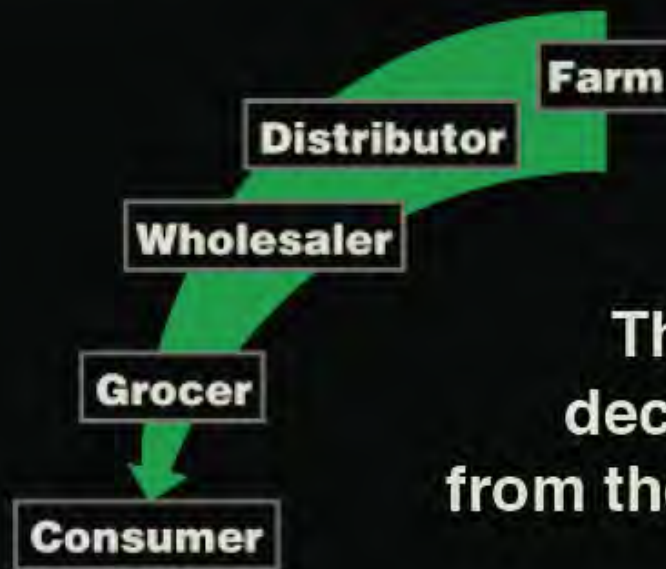 Farm
Distributor
Wholesaler
Grocer
Th
dec
from the
Consumer